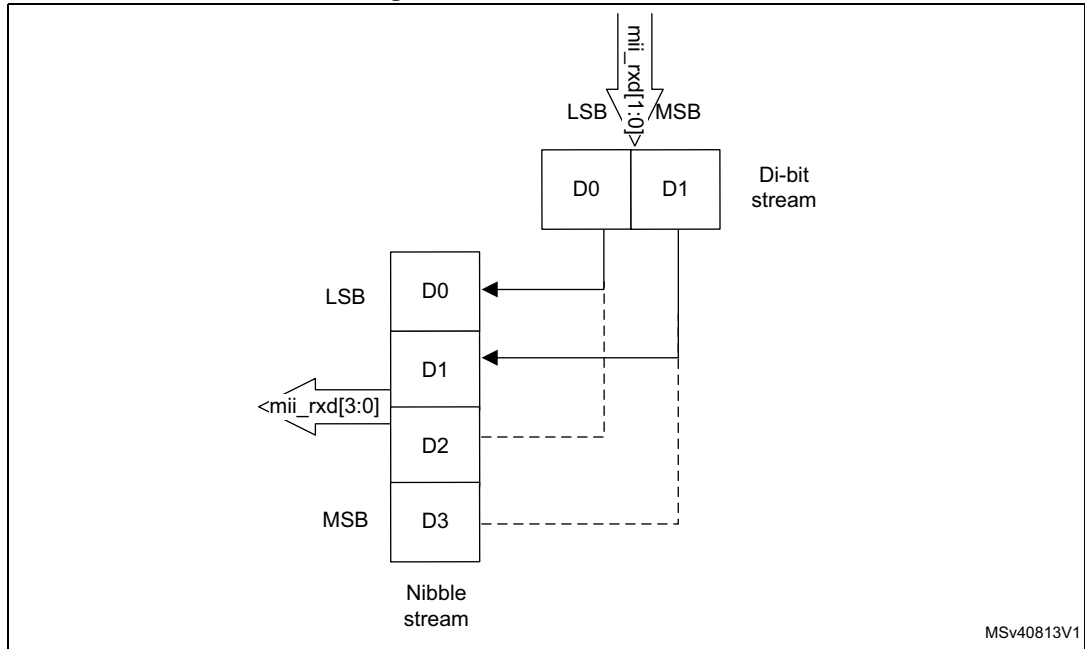 mii_rxd[1:0]>
LSB
MSB
D0
D1
Di-bit
stream
LSB
D0
D1
<mii_rxd[3:0]
D2
MSB
D3
Nibble
stream
MSv40813V1